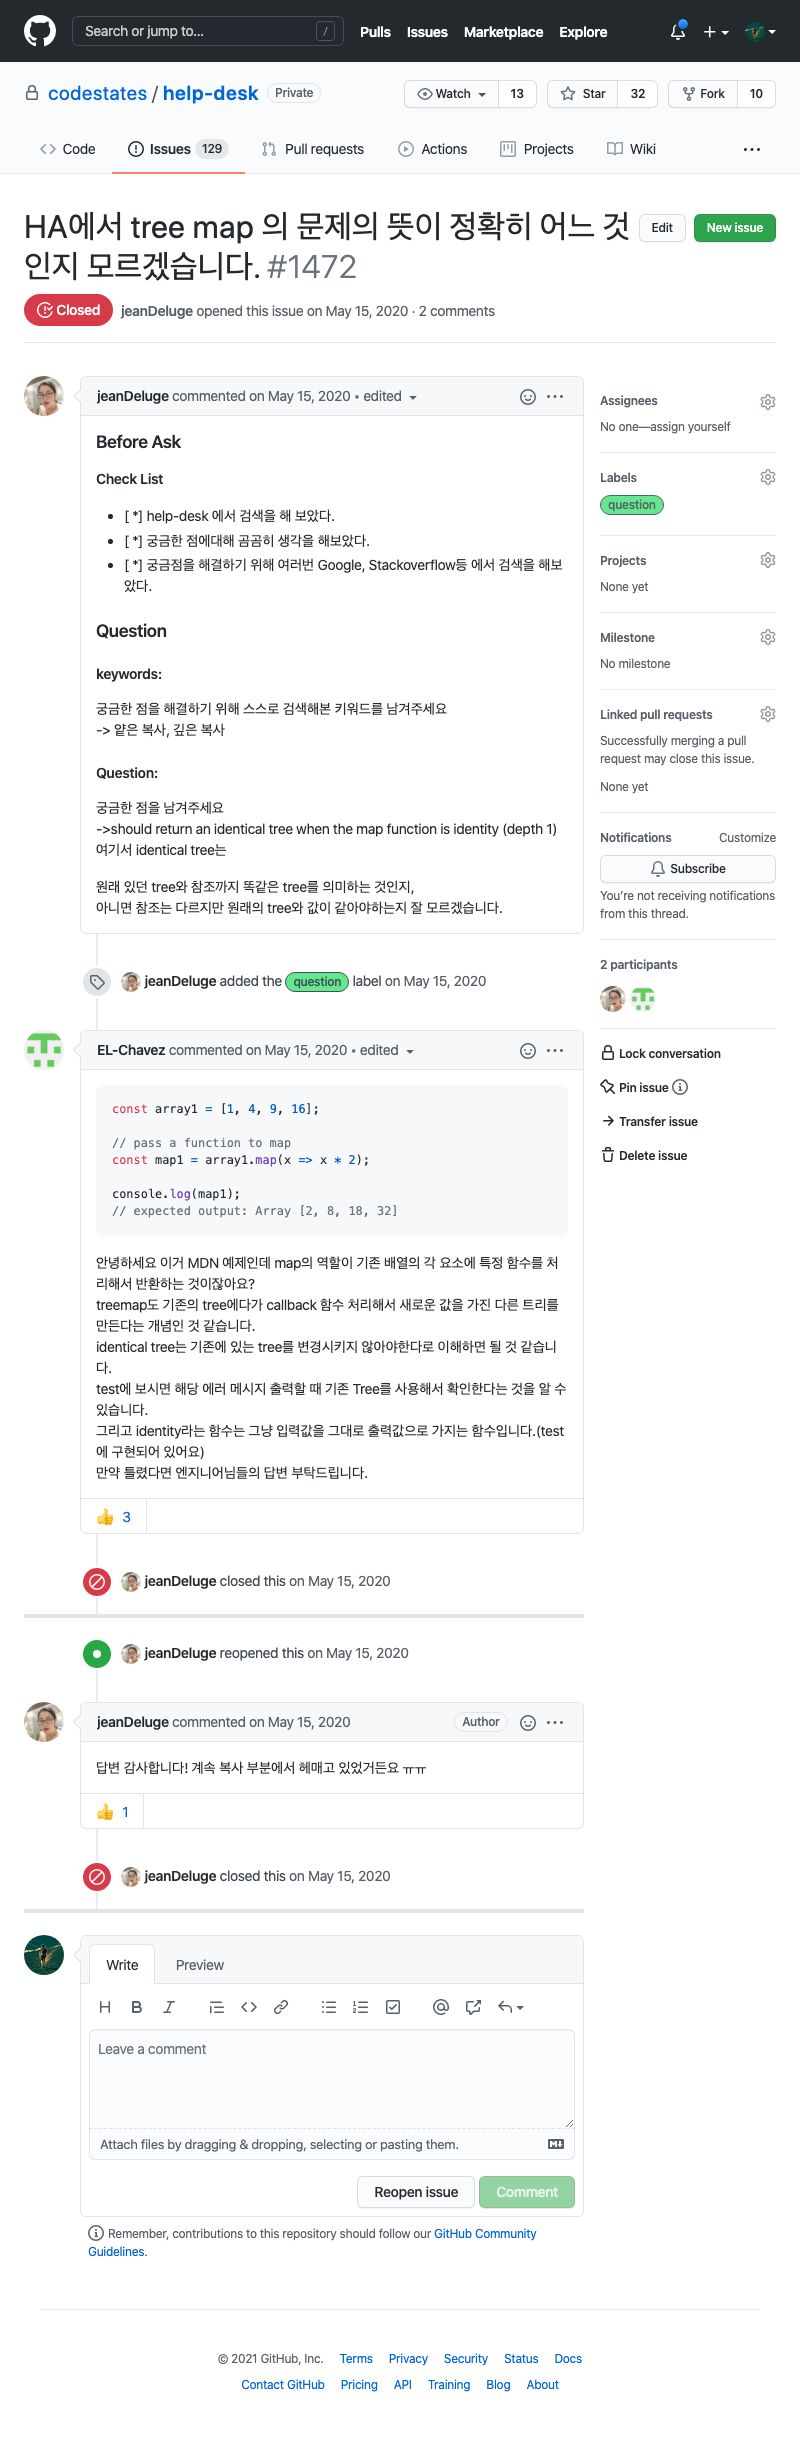 Search or jump to... /
Pulls Issues Marketplace Explore
codestates / help-desk Private
Watch 13 Star 32 Fork 10
Code Issues 129 Pull requests Actions Projects Wiki
HA에서 tree map 의 문제의 뜻이 정확히 어느 것
인지 모르겠습니다. #1472
Edit New issue
Closed jeanDeluge opened this issue on May 15, 2020 · 2 comments
jeanDeluge commented on May 15, 2020 • edited
Before Ask
Check List
[ *] help-desk 에서 검색을 해 보았다.
[ *] 궁금한 점에대해 곰곰히 생각을 해보았다.
[ *] 궁금점을 해결하기 위해 여러번 Google, Stackoverflow등 에서 검색을 해보
았다.
Question
keywords:
궁금한 점을 해결하기 위해 스스로 검색해본 키워드를 남겨주세요
-> 얕은 복사, 깊은 복사
Question:
궁금한 점을 남겨주세요
->should return an identical tree when the map function is identity (depth 1)
여기서 identical tree는
원래 있던 tree와 참조까지 똑같은 tree를 의미하는 것인지,
아니면 참조는 다르지만 원래의 tree와 값이 같아야하는지 잘 모르겠습니다.
Assignees
No one—assign yourself
Labels
question
Projects
None yet
Milestone
No milestone
Linked pull requests
Successfully merging a pull
request may close this issue.
None yet
Notifications Customize
Subscribe
You're not receiving notifications
from this thread.
2 participants
Lock conversation
Pin issue
Transfer issue
Delete issue
jeanDeluge added the question label on May 15, 2020
EL-Chavez commented on May 15, 2020 • edited
const array1 = [1, 4, 9, 16];
// pass a function to map
const map1 = array1.map(x => x * 2);
console.log(map1);
// expected output: Array [2, 8, 18, 32]
안녕하세요 이거 MDN 예제인데 map의 역할이 기존 배열의 각 요소에 특정 함수를 처
리해서 반환하는 것이잖아요?
treemap도 기존의 tree에다가 callback 함수 처리해서 새로운 값을 가진 다른 트리를
만든다는 개념인 것 같습니다.
identical tree는 기존에 있는 tree를 변경시키지 않아야한다로 이해하면 될 것 같습니
다.
test에 보시면 해당 에러 메시지 출력할 때 기존 Tree를 사용해서 확인한다는 것을 알 수
있습니다.
그리고 identity라는 함수는 그냥 입력값을 그대로 출력값으로 가지는 함수입니다.(test
에 구현되어 있어요)
만약 틀렸다면 엔지니어님들의 답변 부탁드립니다.
3
jeanDeluge closed this on May 15, 2020
jeanDeluge reopened this on May 15, 2020
jeanDeluge commented on May 15, 2020 Author
답변 감사합니다! 계속 복사 부분에서 헤매고 있었거든요 ㅠㅠ
1
jeanDeluge closed this on May 15, 2020
Write Preview
Leave a comment
Attach files by dragging & dropping, selecting or pasting them.
Reopen issue Comment
Remember, contributions to this repository should follow our GitHub Community
Guidelines.
© 2021 GitHub, Inc. Terms Privacy Security Status Docs
Contact GitHub Pricing API Training Blog About